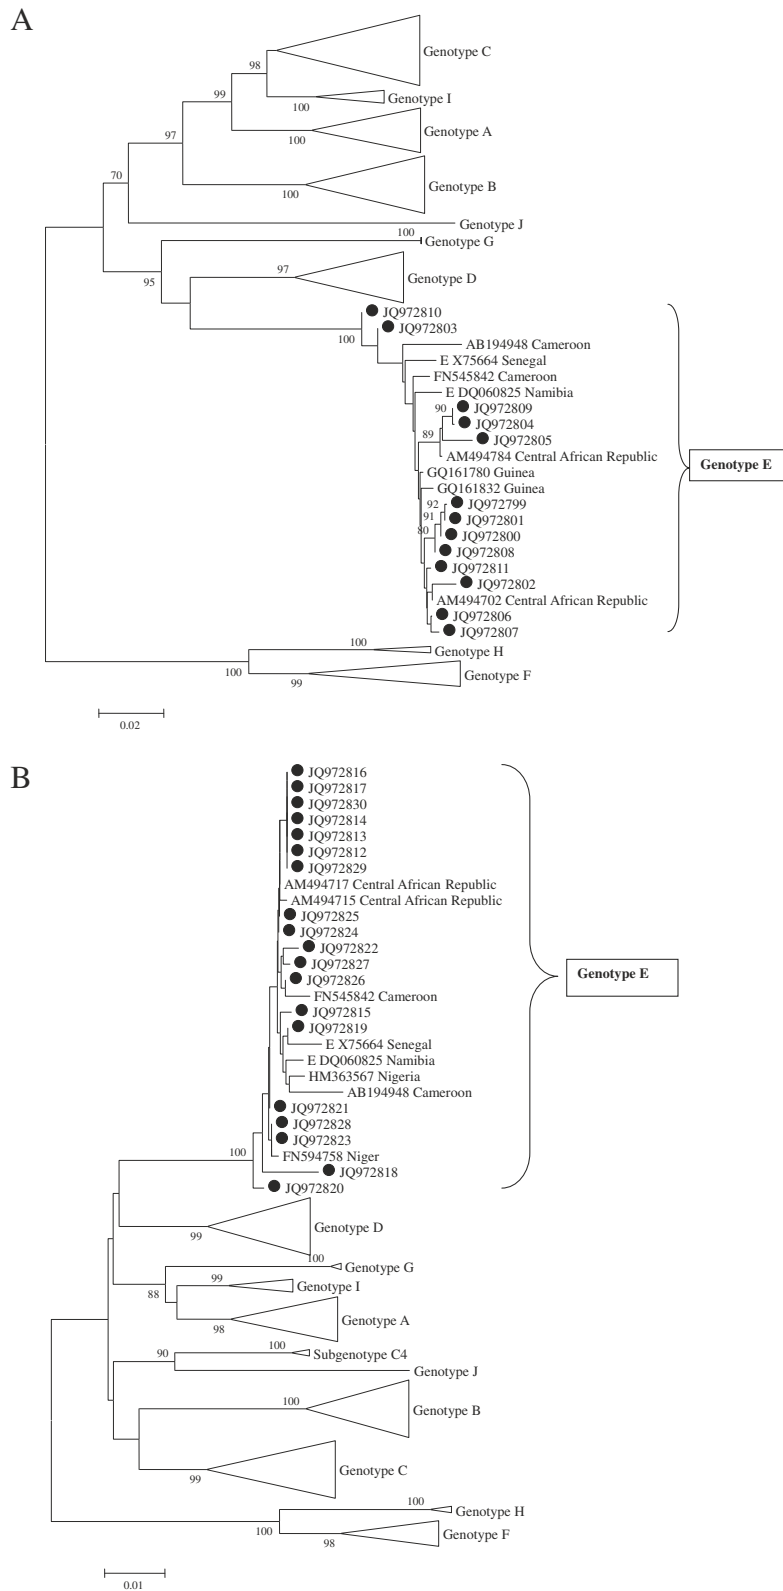 A
Genotype C
98
Genotype I
100
99
Genotype A
100
97
Genotype B
100
70
Genotype J
100
Genotype G
95
97
Genotype D
JQ972810
JQ972803
100
AB194948 Cameroon
E X75664 Senegal
FN545842 Cameroon
E DQ060825 Namibia
90
JQ972809
JQ972804
89
JQ972805
AM494784 Central African Republic
Genotype E
GQ161780 Guinea
GQ161832 Guinea
92
JQ972799
91
JQ972801
80
JQ972800
JQ972808
JQ972811
JQ972802
AM494702 Central African Republic
JQ972806
JQ972807
100
Genotype H
100
99
Genotype F
0.02
B
JQ972816
JQ972817
JQ972830
JQ972814
JQ972813
JQ972812
JQ972829
AM494717 Central African Republic
AM494715 Central African Republic
JQ972825
JQ972824
JQ972822
JQ972827
Genotype E
JQ972826
FN545842 Cameroon
JQ972815
JQ972819
E X75664 Senegal
E DQ060825 Namibia
HM363567 Nigeria
AB194948 Cameroon
JQ972821
JQ972828
JQ972823
100
FN594758 Niger
JQ972818
JQ972820
Genotype D
99
100
Genotype G
99
Genotype I
88
Genotype A
98
100
Subgenotype C4
90
Genotype J
100
Genotype B
Genotype C
99
100
Genotype H
100
Genotype F
98
0.01